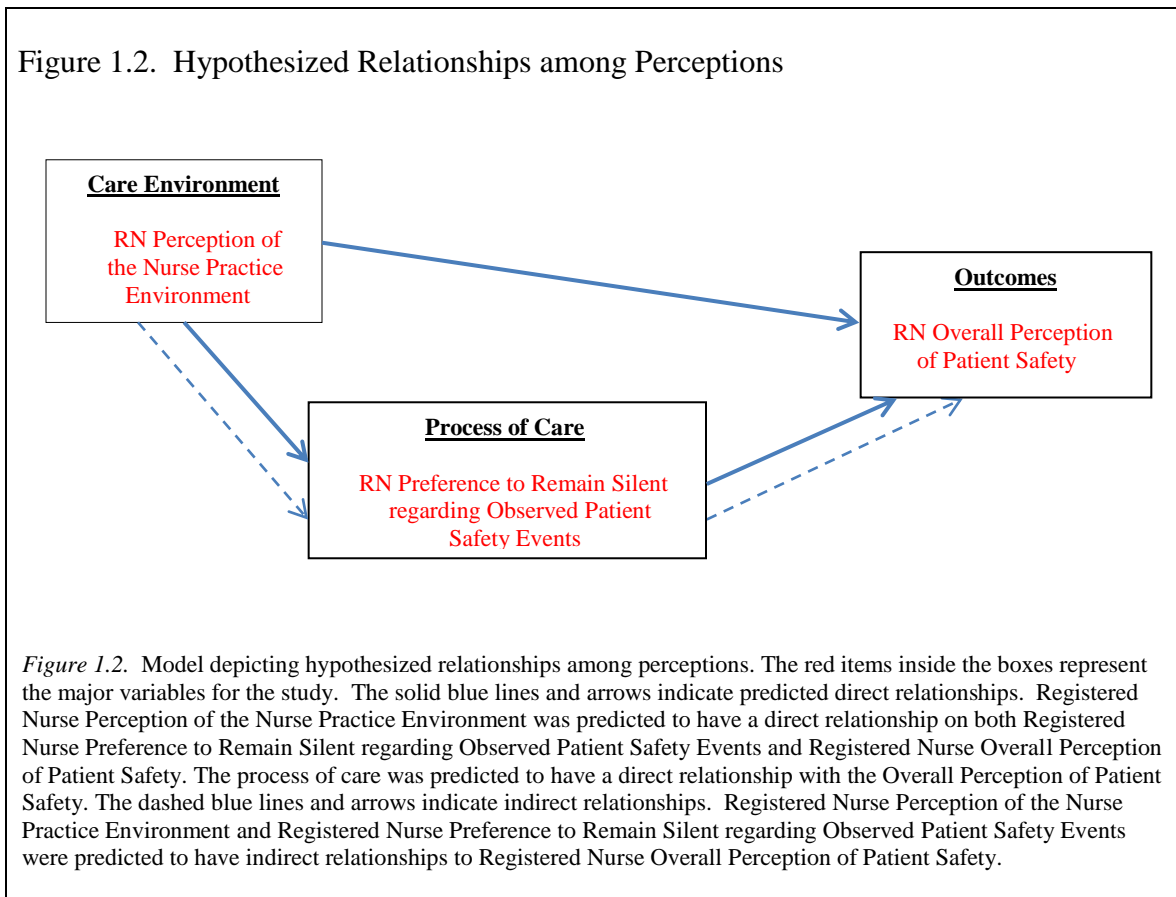 Figure 1.2. Hypothesized Relationships among Perceptions
Care Environment
RN Perception of
the Nurse Practice
Environment
Outcomes
RN Overall Perception
of Patient Safety
Process of Care
RN Preference to Remain Silent
regarding Observed Patient
Safety Events
Figure 1.2. Model depicting hypothesized relationships among perceptions. The red items inside the boxes represent
the major variables for the study. The solid blue lines and arrows indicate predicted direct relationships. Registered
Nurse Perception of the Nurse Practice Environment was predicted to have a direct relationship on both Registered
Nurse Preference to Remain Silent regarding Observed Patient Safety Events and Registered Nurse Overall Perception
of Patient Safety. The process of care was predicted to have a direct relationship with the Overall Perception of Patient
Safety. The dashed blue lines and arrows indicate indirect relationships. Registered Nurse Perception of the Nurse
Practice Environment and Registered Nurse Preference to Remain Silent regarding Observed Patient Safety Events
were predicted to have indirect relationships to Registered Nurse Overall Perception of Patient Safety.